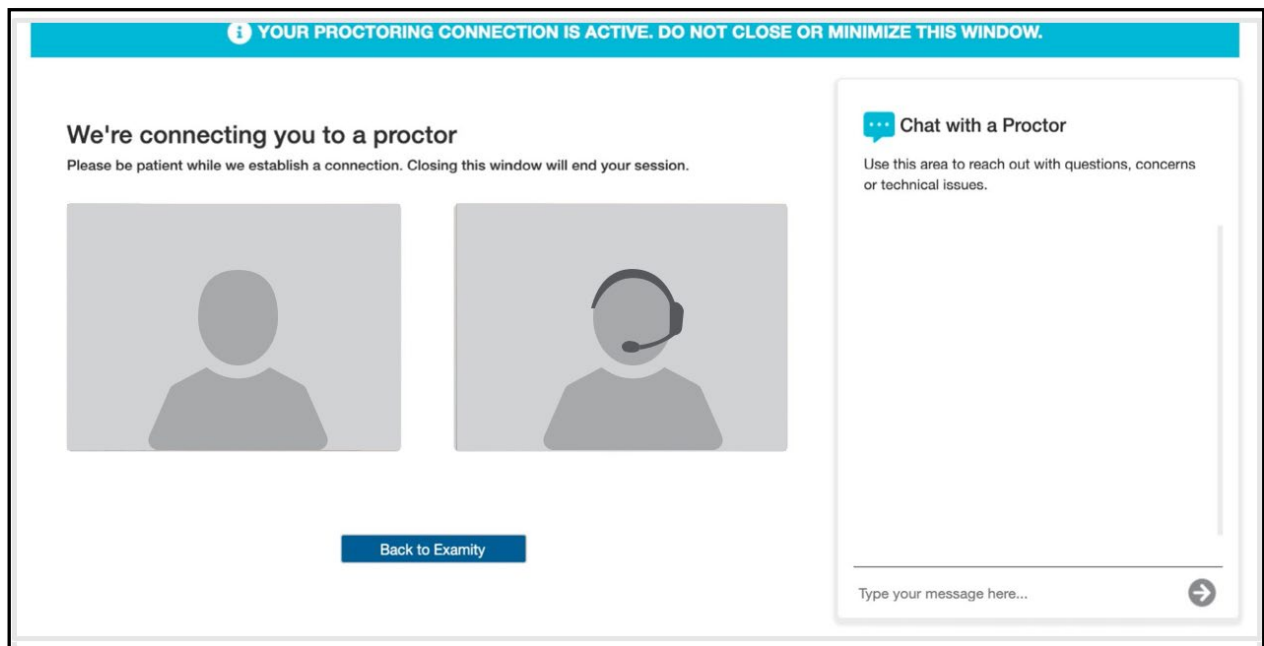 YOUR PROCTORING CONNECTION IS ACTIVE. DO NOT CLOSE OR MINIMIZE THIS WINDOW.
We're connecting you to a proctor
Please be patient while we establish a connection. Closing this window will end your session.
Back to Examity
Chat with a Proctor
Use this area to reach out with questions, concerns
or technical issues.
Type your message here...